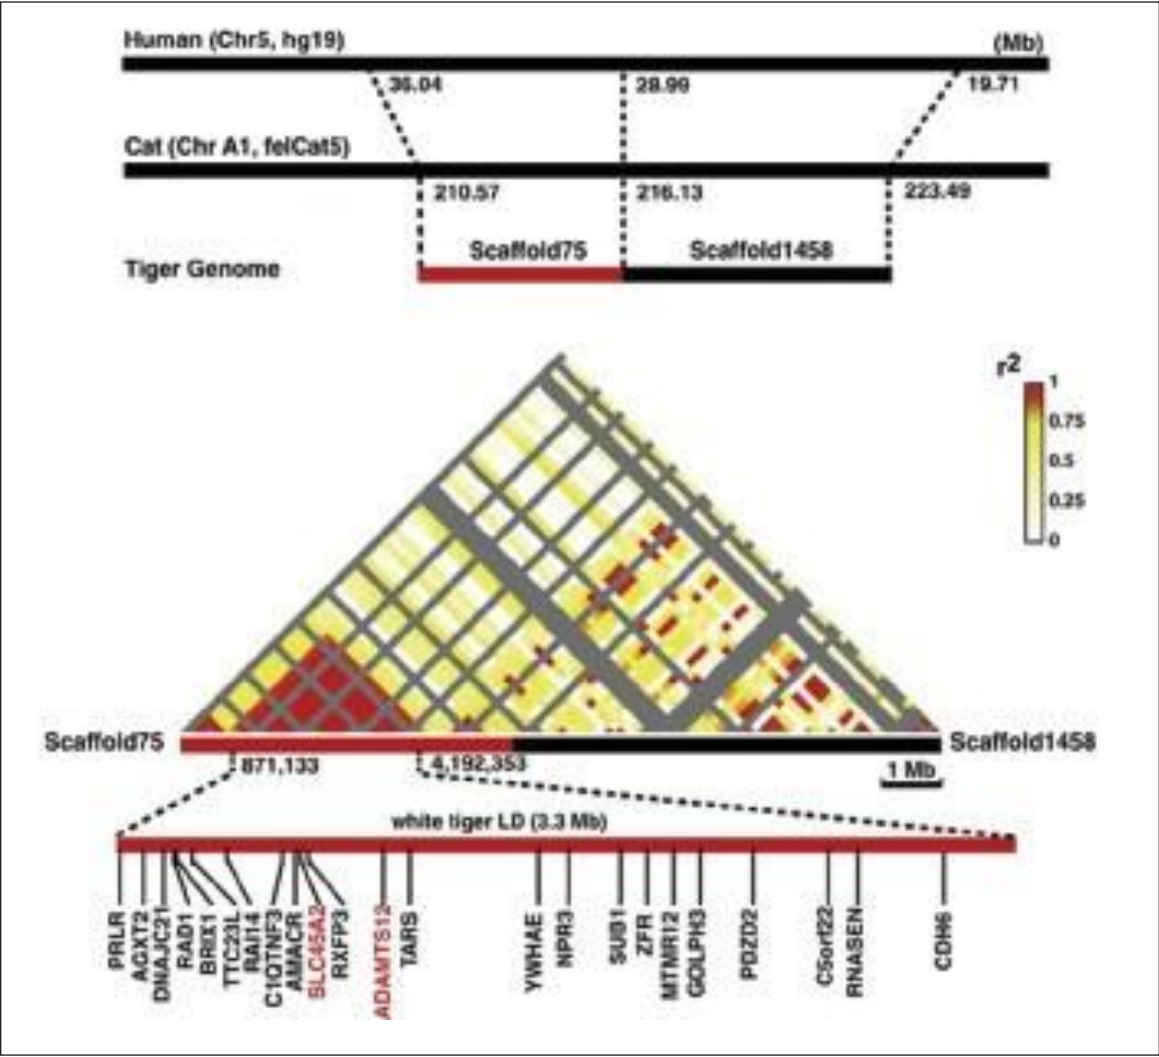 Human (Chr5, hg19) (Mb)
36.04 28.99 19.71
Cat (Chr A1, felCat5)
210.57 216.13 223.49
Scaffold75 Scaffold1458
Tiger Genome
r2
1
0.75
0.5
0.25
0
Scaffold75 Scaffold1458
871,133 4,192,353 1 Mb
white tiger LD (3.3 Mb)
PRLR
AGXT2
DNAJC21
RAD1
BRIX1
TTC23L
RAI14
C1QTNF3
AMACR
SLC45A2
RXFP3
ADAMTS12
TARS
YWHAE
NPR3
SUB1
ZFR
MTMR12
GOLPH3
PDZD2
C5orf22
RNASEN
CDH6